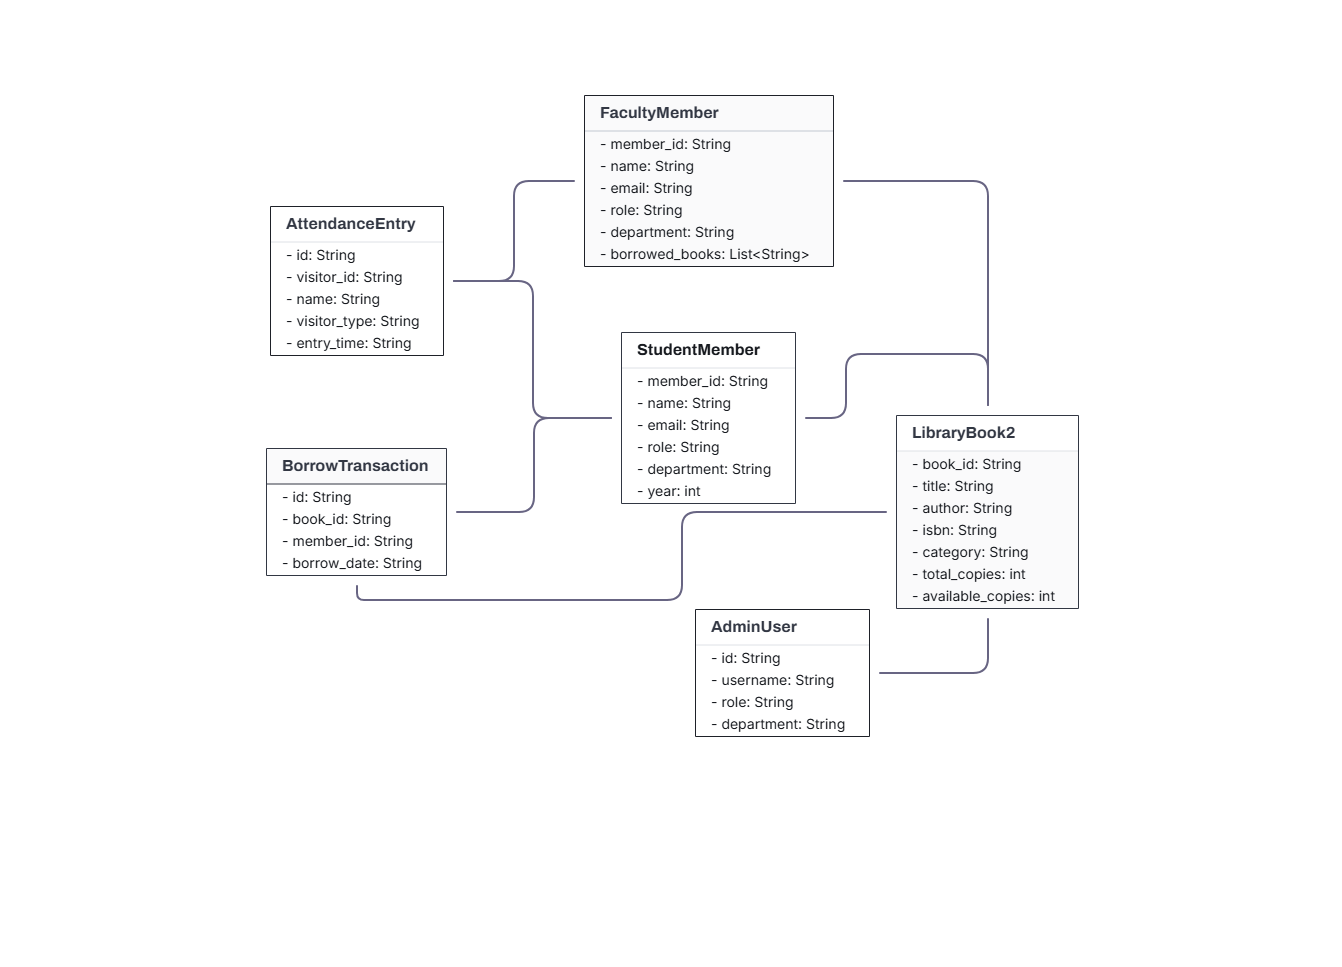 FacultyMember
- member_id: String
- name: String
- email: String
- role: String
- department: String
- borrowed_books: List<String>
AttendanceEntry
- id: String
- visitor_id: String
- name: String
- visitor_type: String
- entry_time: String
StudentMember
- member_id: String
- name: String
- email: String
- role: String
- department: String
- year: int
LibraryBook2
- book_id: String
- title: String
- author: String
- isbn: String
- category: String
- total_copies: int
- available_copies: int
BorrowTransaction
- id: String
- book_id: String
- member_id: String
- borrow_date: String
AdminUser
- id: String
- username: String
- role: String
- department: String